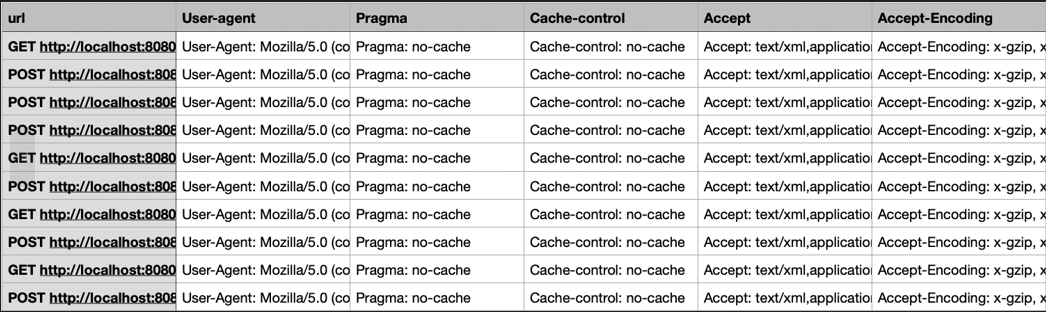 url User-agent Pragma Cache-control Accept Accept-Encoding
GET http://localhost:8080 User-Agent: Mozilla/5.0 (co Pragma: no-cache Cache-control: no-cache Accept: text/xml,application Accept-Encoding: x-gzip, x
POST http://localhost:808 User-Agent: Mozilla/5.0 (co Pragma: no-cache Cache-control: no-cache Accept: text/xml,application Accept-Encoding: x-gzip, x
POST http://localhost:808 User-Agent: Mozilla/5.0 (co Pragma: no-cache Cache-control: no-cache Accept: text/xml,application Accept-Encoding: x-gzip, x
POST http://localhost:808 User-Agent: Mozilla/5.0 (co Pragma: no-cache Cache-control: no-cache Accept: text/xml,application Accept-Encoding: x-gzip, x
GET http://localhost:8080 User-Agent: Mozilla/5.0 (co Pragma: no-cache Cache-control: no-cache Accept: text/xml,application Accept-Encoding: x-gzip, x
POST http://localhost:808 User-Agent: Mozilla/5.0 (co Pragma: no-cache Cache-control: no-cache Accept: text/xml,application Accept-Encoding: x-gzip, x
GET http://localhost:8080 User-Agent: Mozilla/5.0 (co Pragma: no-cache Cache-control: no-cache Accept: text/xml,application Accept-Encoding: x-gzip, x
POST http://localhost:808 User-Agent: Mozilla/5.0 (co Pragma: no-cache Cache-control: no-cache Accept: text/xml,application Accept-Encoding: x-gzip, x
GET http://localhost:8080 User-Agent: Mozilla/5.0 (co Pragma: no-cache Cache-control: no-cache Accept: text/xml,application Accept-Encoding: x-gzip, x
POST http://localhost:808 User-Agent: Mozilla/5.0 (co Pragma: no-cache Cache-control: no-cache Accept: text/xml,application Accept-Encoding: x-gzip, x